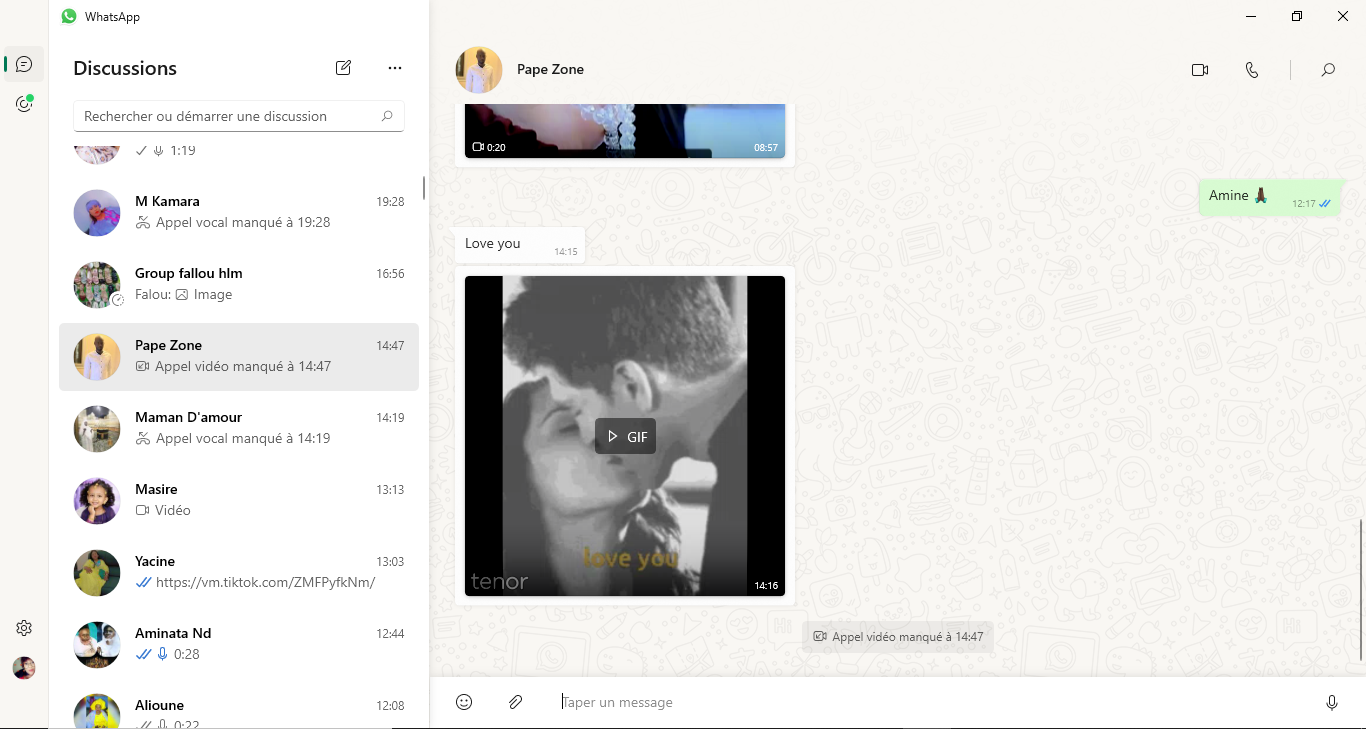 WhatsApp
Discussions
Rechercher ou démarrer une discussion
1:19
M Kamara 19:28
Appel vocal manqué à 19:28
Group fallou hlm 16:56
Falou: Image
Pape Zone 14:47
Appel vidéo manqué à 14:47
Maman D'amour 14:19
Appel vocal manqué à 14:19
Masire 13:13
Vidéo
Yacine 13:03
https://vm.tiktok.com/ZMFPyfkNm/
Aminata Nd 12:44
0:28
Alioune 12:08
0:22
Pape Zone
0:20 08:57
Amine 12:17
Love you 14:15
GIF
love you
tenor 14:16
Appel vidéo manqué à 14:47
Taper un message